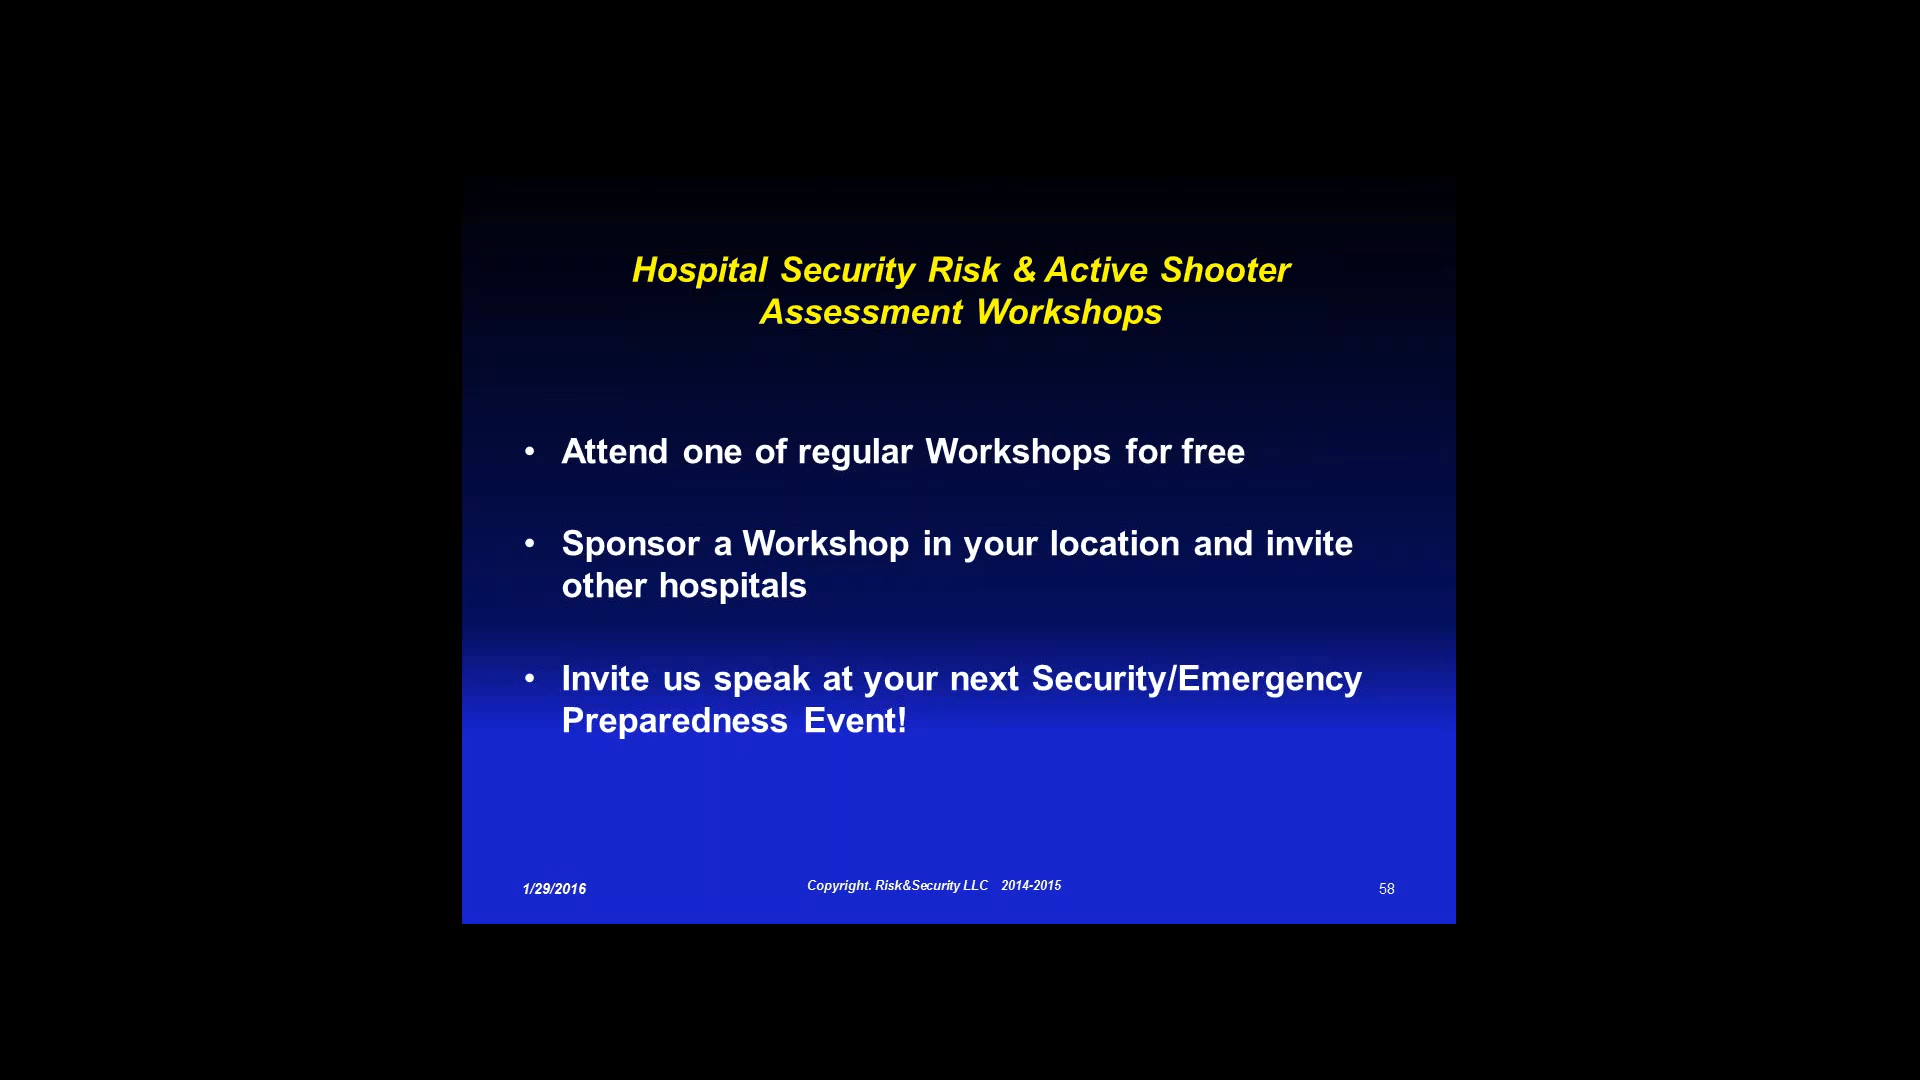 Hospital Security Risk & Active Shooter
Assessment Workshops
• Attend one of regular Workshops for free
• Sponsor a Workshop in your location and invite
other hospitals
• Invite us speak at your next Security/Emergency
Preparedness Event!
1/29/2016
Copyright. Risk&Security LLC 2014-2015
58